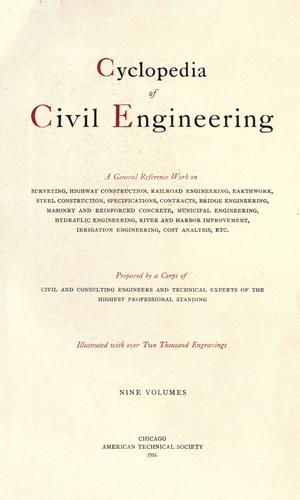 Cyclopedia
of
Civil Engineering
A General Reference Work on
SURVEYING, HIGHWAY CONSTRUCTION, RAILROAD ENGINEERING, EARTHWORK,
STEEL CONSTRUCTION, SPECIFICATIONS, CONTRACTS, BRIDGE ENGINEERING,
MASONRY AND REINFORCED CONCRETE, MUNICIPAL ENGINEERING,
HYDRAULIC ENGINEERING, RIVER AND HARBOR IMPROVEMENT,
IRRIGATION ENGINEERING, COST ANALYSIS, ETC.
Prepared by a Corps of
CIVIL AND CONSULTING ENGINEERS AND TECHNICAL EXPERTS OF THE
HIGHEST PROFESSIONAL STANDING
Illustrated with over Two Thousand Engravings
NINE VOLUMES
CHICAGO
AMERICAN TECHNICAL SOCIETY
1916